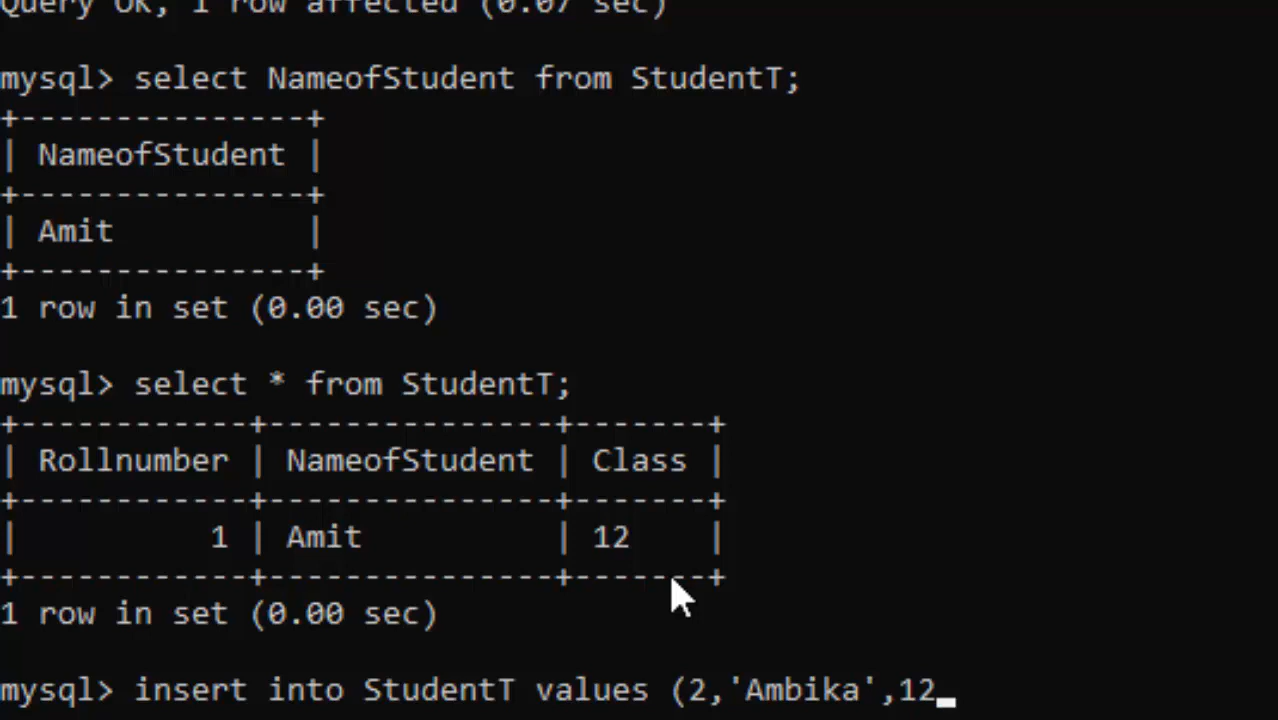 Query OK, 1 row affected (0.07 sec)
mysql> select NameofStudent from StudentT;
+---------------+
| NameofStudent |
+---------------+
| Amit          |
+---------------+
1 row in set (0.00 sec)
mysql> select * from StudentT;
+------------+---------------+-------+
| Rollnumber | NameofStudent | Class |
+------------+---------------+-------+
|          1 | Amit          | 12    |
+------------+---------------+-------+
1 row in set (0.00 sec)
mysql> insert into StudentT values (2,'Ambika',12